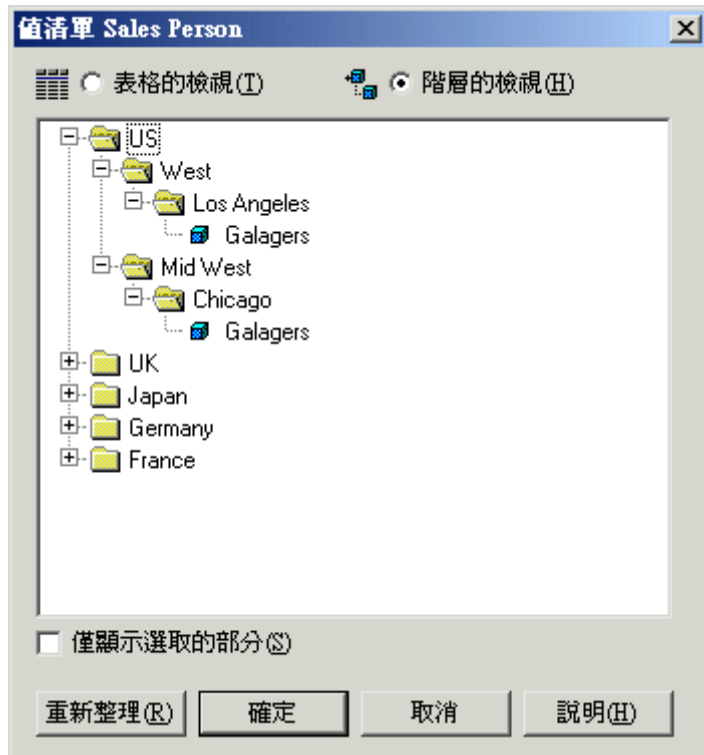 值清單 Sales Person
表格的檢視(T) 階層的檢視(H)
US
West
Los Angeles
Galagers
Mid West
Chicago
Galagers
UK
Japan
Germany
France
僅顯示選取的部分(S)
重新整理(R) 確定 取消 説明(H)